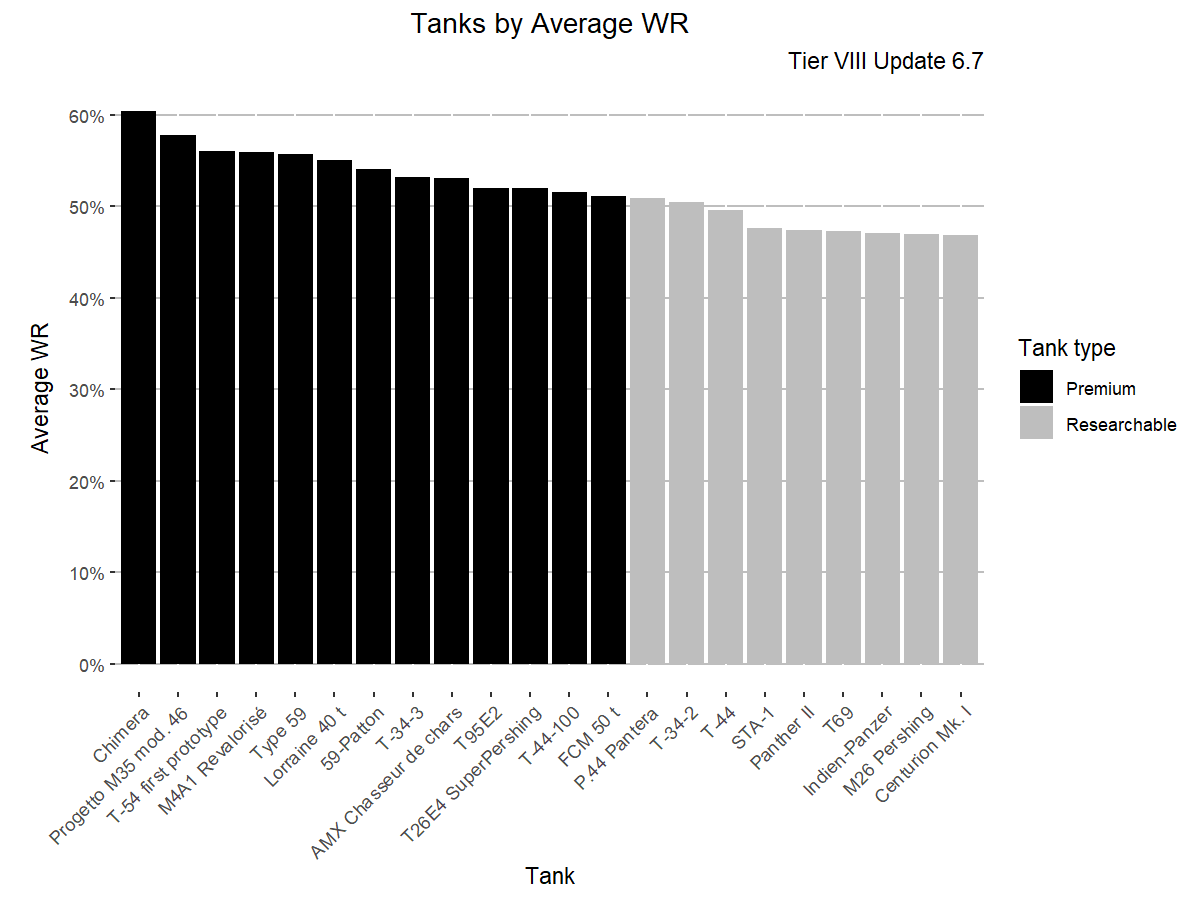 Tanks by Average WR
Tier VIII Update 6.7
60%
50%
40%
30%
20%
10%
0%
Average WR
Chimera
Progetto M35 mod. 46
T-54 first prototype
M4A1 Revalorisé
Type 59
Lorraine 40 t
59-Patton
T-34-3
AMX Chasseur de chars
T95E2
T26E4 SuperPershing
T-44-100
FCM 50 t
P.44 Pantera
T-34-2
T-44
STA-1
Panther II
T69
Indien-Panzer
M26 Pershing
Centurion Mk. I
Tank
Tank type
Premium
Researchable